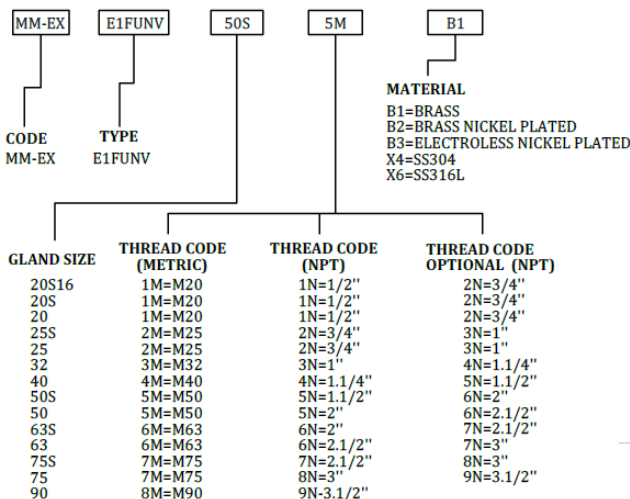 MM-EX E1FUNV 50S 5M B1
MATERIAL
B1=BRASS
B2=BRASS NICKEL PLATED
B3=ELECTROLESS NICKEL PLATED
X4=SS304
X6=SS316L
CODE
MM-EX
TYPE
E1FUNV
GLAND SIZE THREAD CODE (METRIC) THREAD CODE (NPT) THREAD CODE OPTIONAL (NPT)
20S16 1M=M20 1N=1/2" 2N=3/4"
20S 1M=M20 1N=1/2" 2N=3/4"
20 1M=M20 1N=1/2" 2N=3/4"
25S 2M=M25 2N=3/4" 3N=1"
25 2M=M25 2N=3/4" 3N=1"
32 3M=M32 3N=1" 4N=1.1/4"
40 4M=M40 4N=1.1/4" 5N=1.1/2"
50S 5M=M50 5N=1.1/2" 6N=2"
50 5M=M50 5N=2" 6N=2.1/2"
63S 6M=M63 6N=2" 7N=2.1/2"
63 6M=M63 6N=2.1/2" 7N=3"
75S 7M=M75 7N=2.1/2" 8N=3"
75 7M=M75 8N=3" 9N=3.1/2"
90 8M=M90 9N-3.1/2"